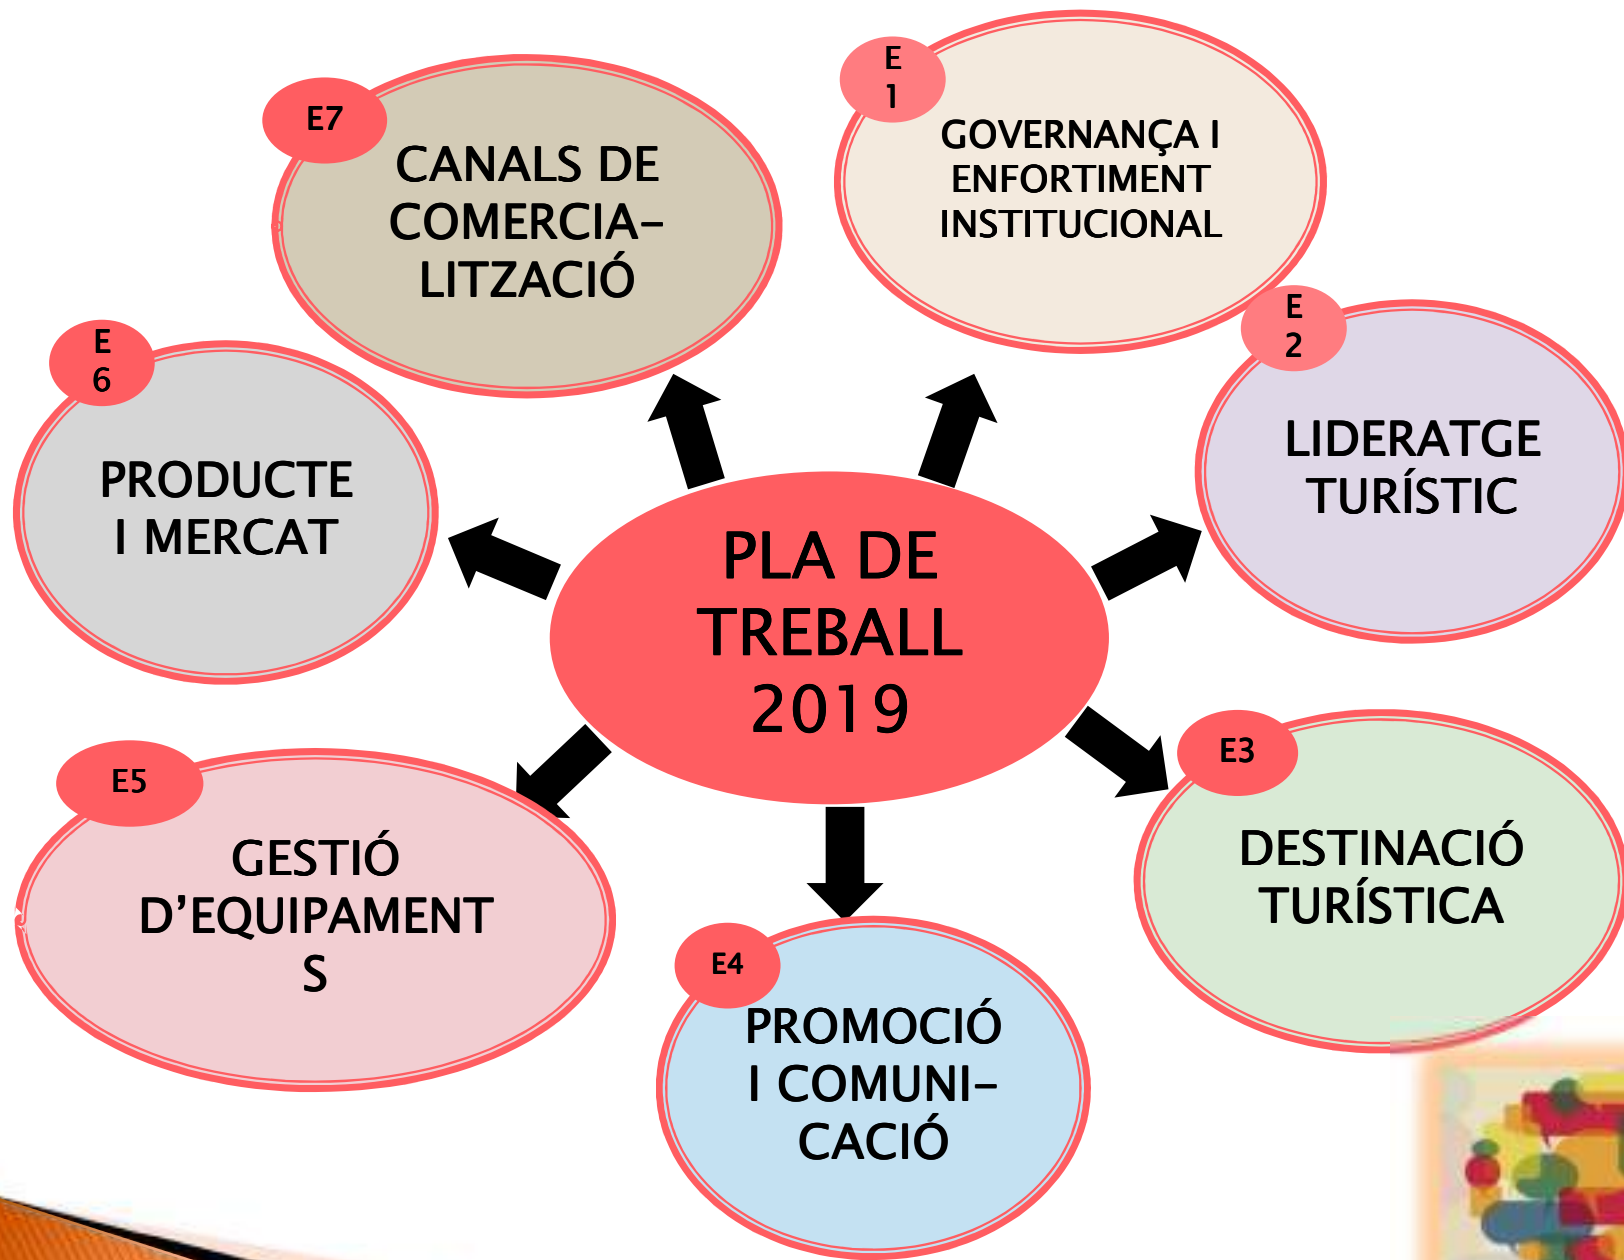 E
1
GOVERNANÇA I
ENFORTIMENT
INSTITUCIONAL
E
2
LIDERATGE
TURÍSTIC
E3
DESTINACIÓ
TURÍSTICA
E4
PROMOCIÓ
I COMUNI-
CACIÓ
E5
GESTIÓ
D’EQUIPAMENT
S
E
6
PRODUCTE
I MERCAT
E7
CANALS DE
COMERCIA-
LITZACIÓ
PLA DE
TREBALL
2019